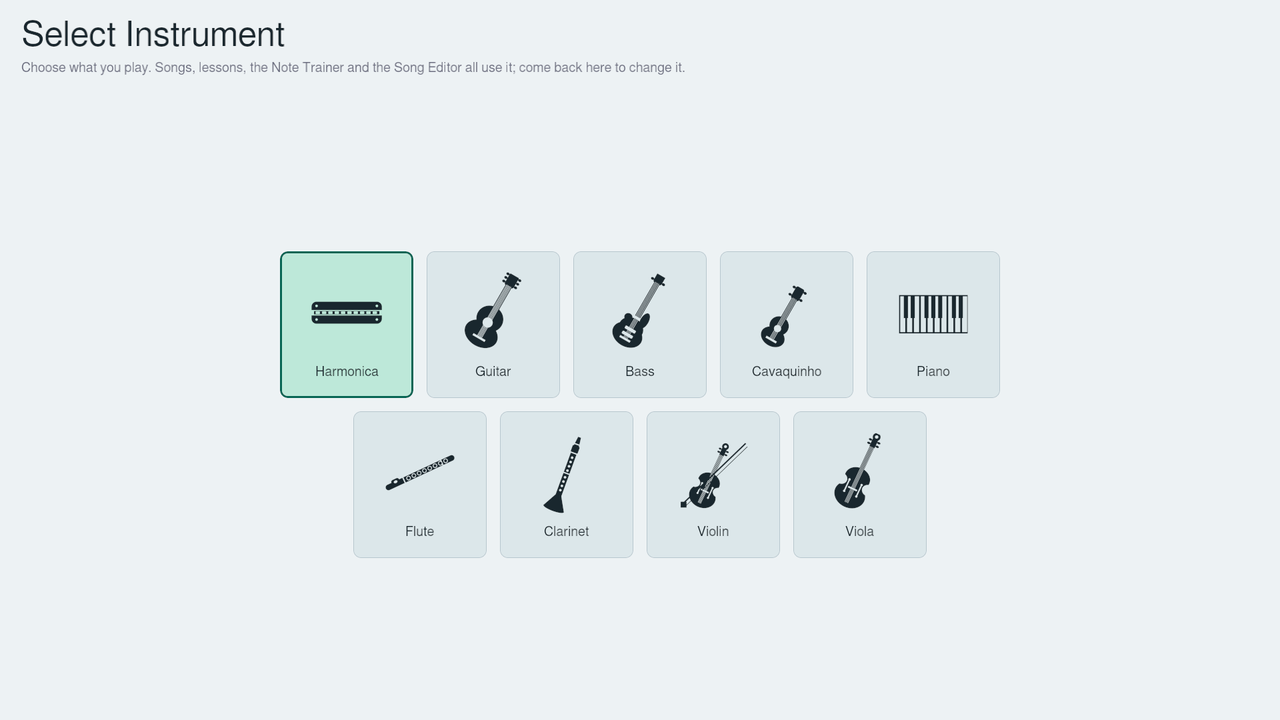 Select Instrument
Choose what you play. Songs, lessons, the Note Trainer and the Song Editor all use it; come back here to change it.
Harmonica
Guitar
Bass
Cavaquinho
Piano
Flute
Clarinet
Violin
Viola